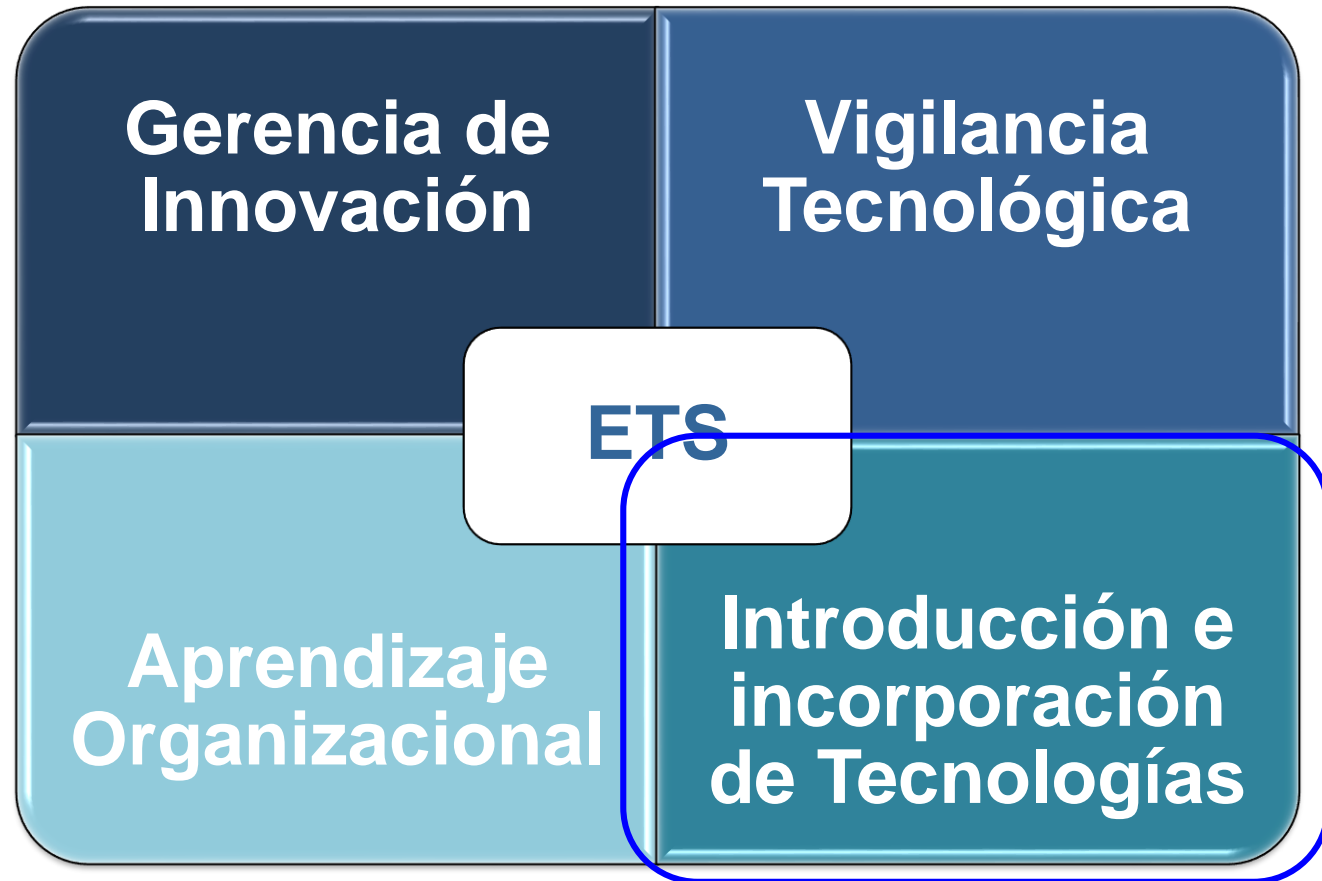 Gerencia de
Innovación
Vigilancia
Tecnológica
ETS
Aprendizaje
Organizacional
Introducción e
incorporación
de Tecnologías